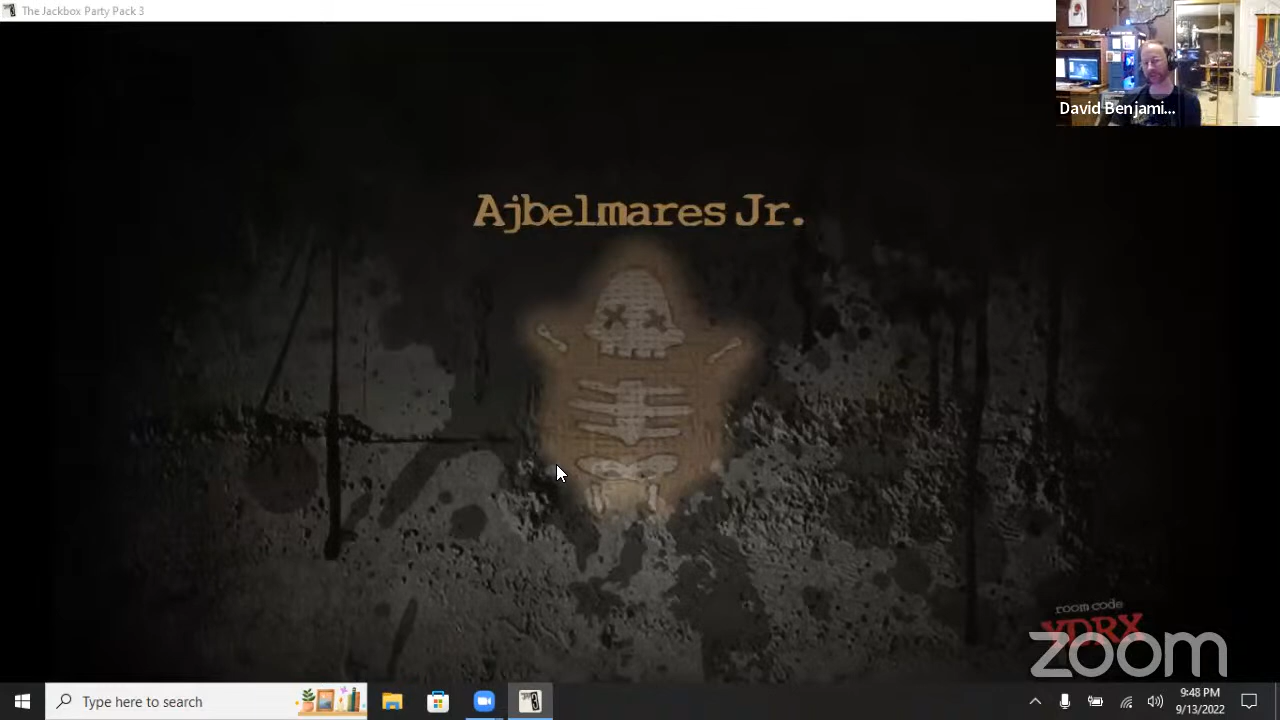 The Jackbox Party Pack 3
David Benjami...
Ajbelmares Jr.
room code
YDRX
zoom
Type here to search
9:48 PM
9/13/2022